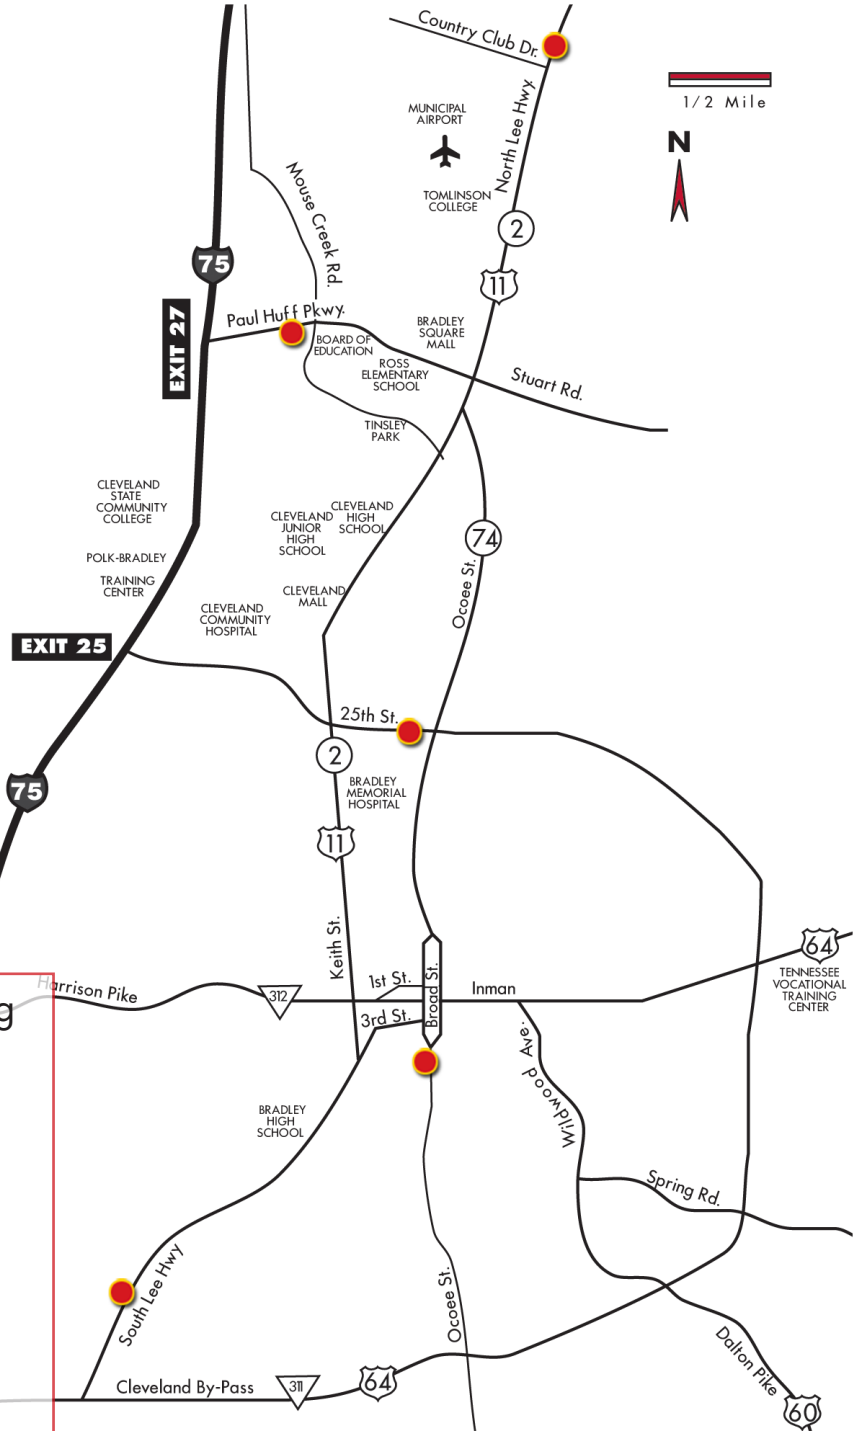 Country Club Dr.
1/2 Mile
N
MUNICIPAL
AIRPORT
North Lee Hwy.
TOMLINSON
COLLEGE
Mouse Creek Rd.
2
75
11
EXIT 27
Paul Huff Pkwy.
BRADLEY
SQUARE
MALL
BOARD OF
EDUCATION
ROSS
ELEMENTARY
SCHOOL
Stuart Rd.
TINSLEY
PARK
CLEVELAND
STATE
COMMUNITY
COLLEGE
CLEVELAND
HIGH
SCHOOL
CLEVELAND
JUNIOR
HIGH
SCHOOL
74
POLK-BRADLEY
TRAINING
CENTER
Ocoee St.
CLEVELAND
MALL
CLEVELAND
COMMUNITY
HOSPITAL
EXIT 25
25th St.
2
75
BRADLEY
MEMORIAL
HOSPITAL
11
Keith St.
64
TENNESSEE
VOCATIONAL
TRAINING
CENTER
Harrison Pike
312
1st St.
Broad St.
Inman
g
3rd St.
Wildwood Ave.
BRADLEY
HIGH
SCHOOL
Spring Rd.
South Lee Hwy
Ocoee St.
Dalton Pike
Cleveland By-Pass
311
64
60